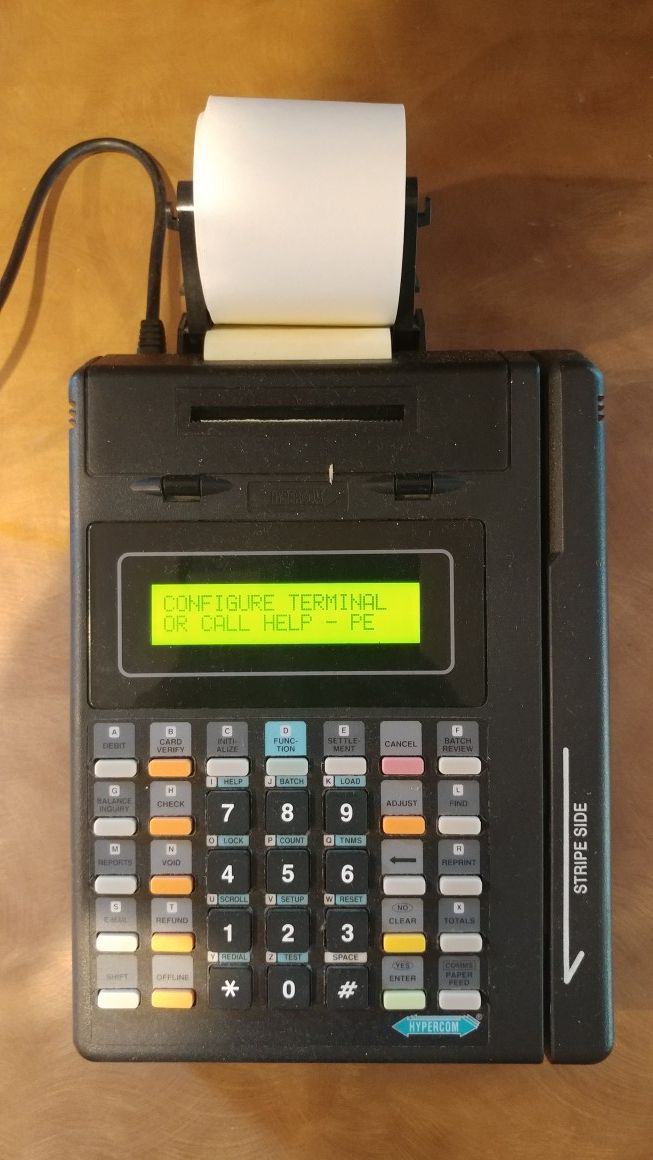 HYPERCOM
CONFIGURE TERMINAL
OR CALL HELP - PE
A
DEBIT
B
CARD
VERIFY
C
INITI-
ALIZE
D
FUNC-
TION
E
SETTLE-
MENT
CANCEL
F
BATCH
REVIEW
I HELP
J BATCH
K LOAD
G
BALANCE
INQUIRY
H
CHECK
7
8
9
ADJUST
L
FIND
O LOCK
P COUNT
Q TNMS
M
REPORTS
N
VOID
4
5
6
←
R
REPRINT
U SCROLL
V SETUP
W RESET
S
E-MAIL
T
REFUND
1
2
3
(NO)
CLEAR
X
TOTALS
Y REDIAL
Z TEST
SPACE
SHIFT
OFFLINE
*
0
#
(YES)
ENTER
(COMMS)
PAPER
FEED
HYPERCOM®
STRIPE SIDE